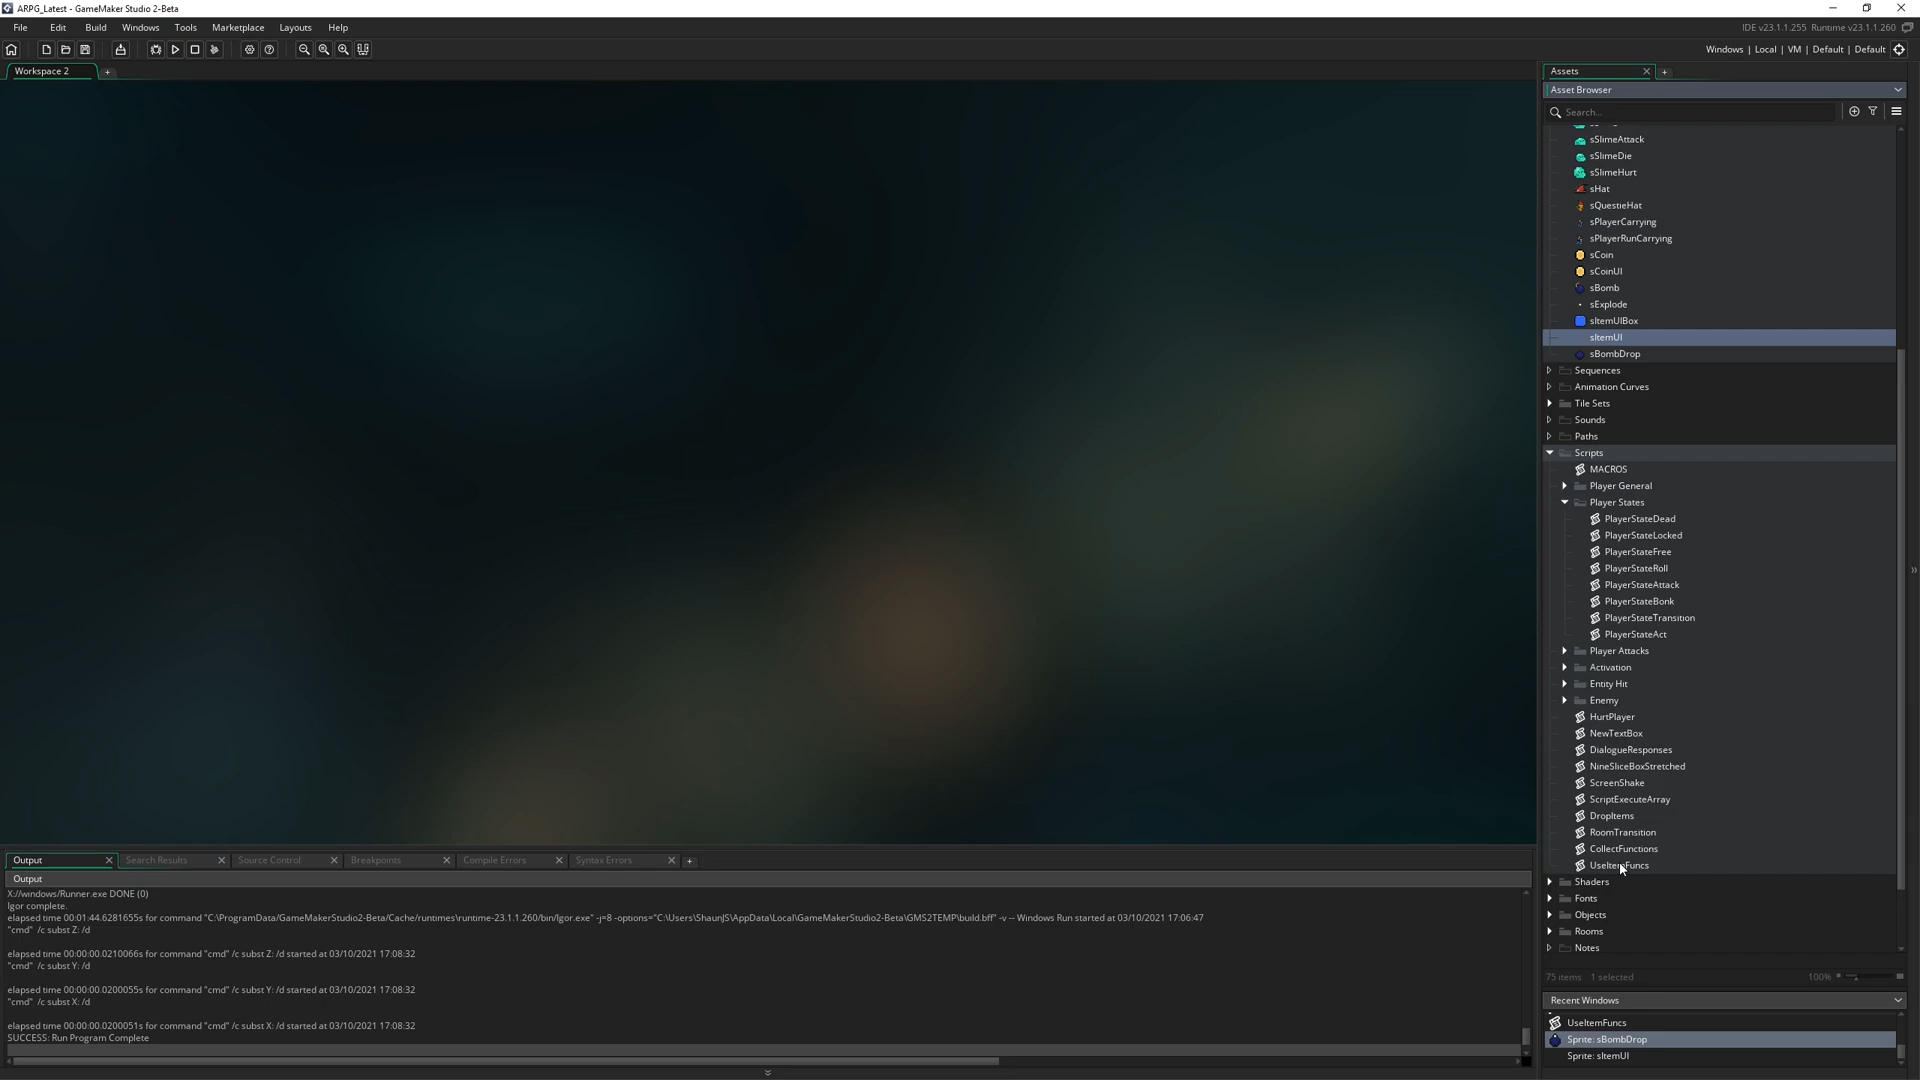 ARPG_Latest - GameMaker Studio 2-Beta
File Edit Build Windows Tools Marketplace Layouts Help
IDE v23.1.1.255 Runtime v23.1.1.260
Windows | Local | VM | Default | Default
Workspace 2
Assets
Asset Browser
Search...
sSlimeAttack
sSlimeDie
sSlimeHurt
sHat
sQuestieHat
sPlayerCarrying
sPlayerRunCarrying
sCoin
sCoinUI
sBomb
sExplode
sItemUIBox
sItemUI
sBombDrop
Sequences
Animation Curves
Tile Sets
Sounds
Paths
Scripts
MACROS
Player General
Player States
PlayerStateDead
PlayerStateLocked
PlayerStateFree
PlayerStateRoll
PlayerStateAttack
PlayerStateBonk
PlayerStateTransition
PlayerStateAct
Player Attacks
Activation
Entity Hit
Enemy
HurtPlayer
NewTextBox
DialogueResponses
NineSliceBoxStretched
ScreenShake
ScriptExecuteArray
DropItems
RoomTransition
CollectFunctions
UseItemFuncs
Shaders
Fonts
Objects
Rooms
Notes
75 items 1 selected 100%
Recent Windows
UseItemFuncs
Sprite: sBombDrop
Sprite: sItemUI
Output Search Results Source Control Breakpoints Compile Errors Syntax Errors
Output
X://windows/Runner.exe DONE (0)
Igor complete.
elapsed time 00:01:44.6281655s for command "C:\ProgramData/GameMakerStudio2-Beta/Cache/runtimes\runtime-23.1.1.260/bin/Igor.exe" -j=8 -options="C:\Users\ShaunJS\AppData\Local\GameMakerStudio2-Beta\GMS2TEMP\build.bff" -v -- Windows Run started at 03/10/2021 17:06:47
"cmd" /c subst Z: /d
elapsed time 00:00:00.0210066s for command "cmd" /c subst Z: /d started at 03/10/2021 17:08:32
"cmd" /c subst Y: /d
elapsed time 00:00:00.0200055s for command "cmd" /c subst Y: /d started at 03/10/2021 17:08:32
"cmd" /c subst X: /d
elapsed time 00:00:00.0200051s for command "cmd" /c subst X: /d started at 03/10/2021 17:08:32
SUCCESS: Run Program Complete